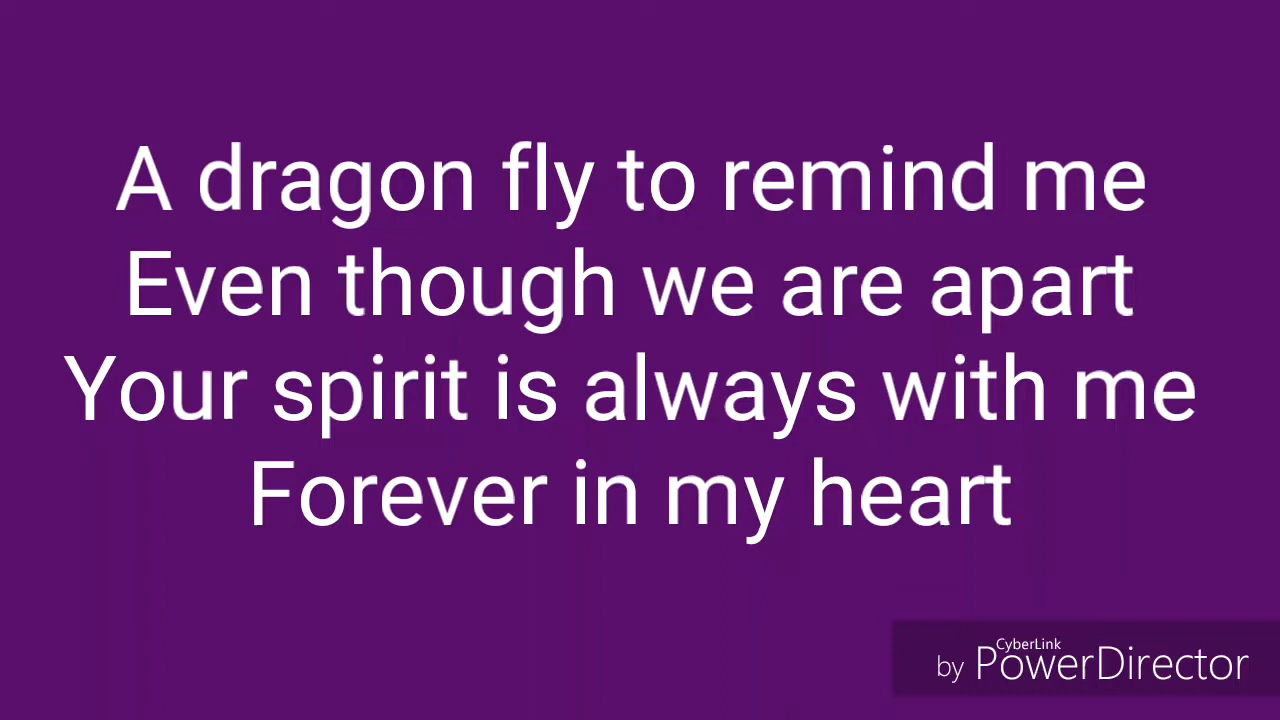 A dragon fly to remind me
Even though we are apart
Your spirit is always with me
Forever in my heart
CyberLink
by PowerDirector